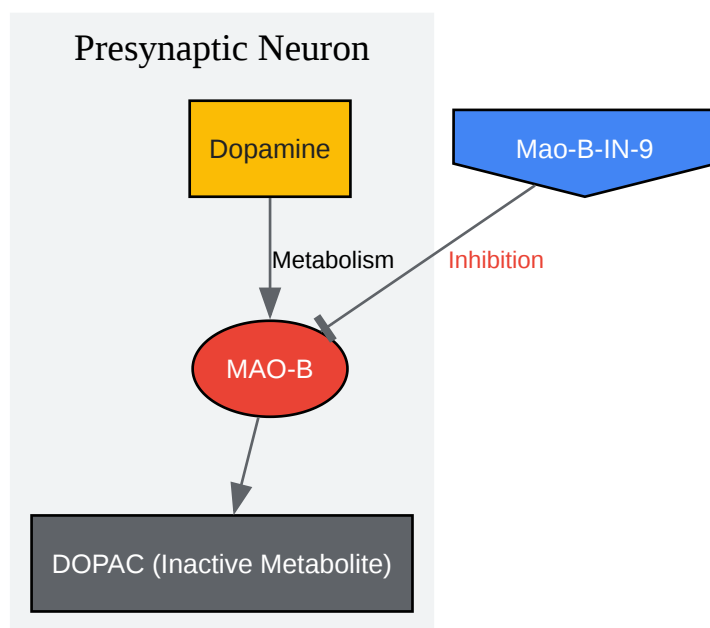 Presynaptic Neuron
Dopamine
Mao-B-IN-9
Metabolism
Inhibition
MAO-B
DOPAC (Inactive Metabolite)